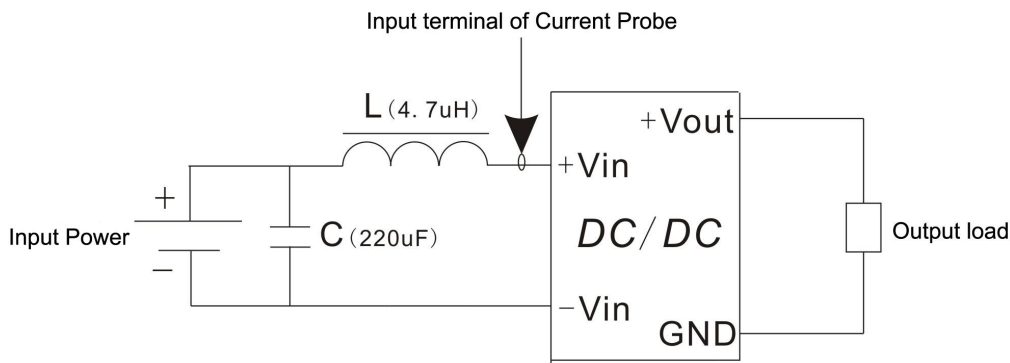 Input terminal of Current Probe
L(4. 7uH)
+Vout
+Vin
+
Input Power
C(220uF)
DC/DC
Output load
−
−Vin
GND